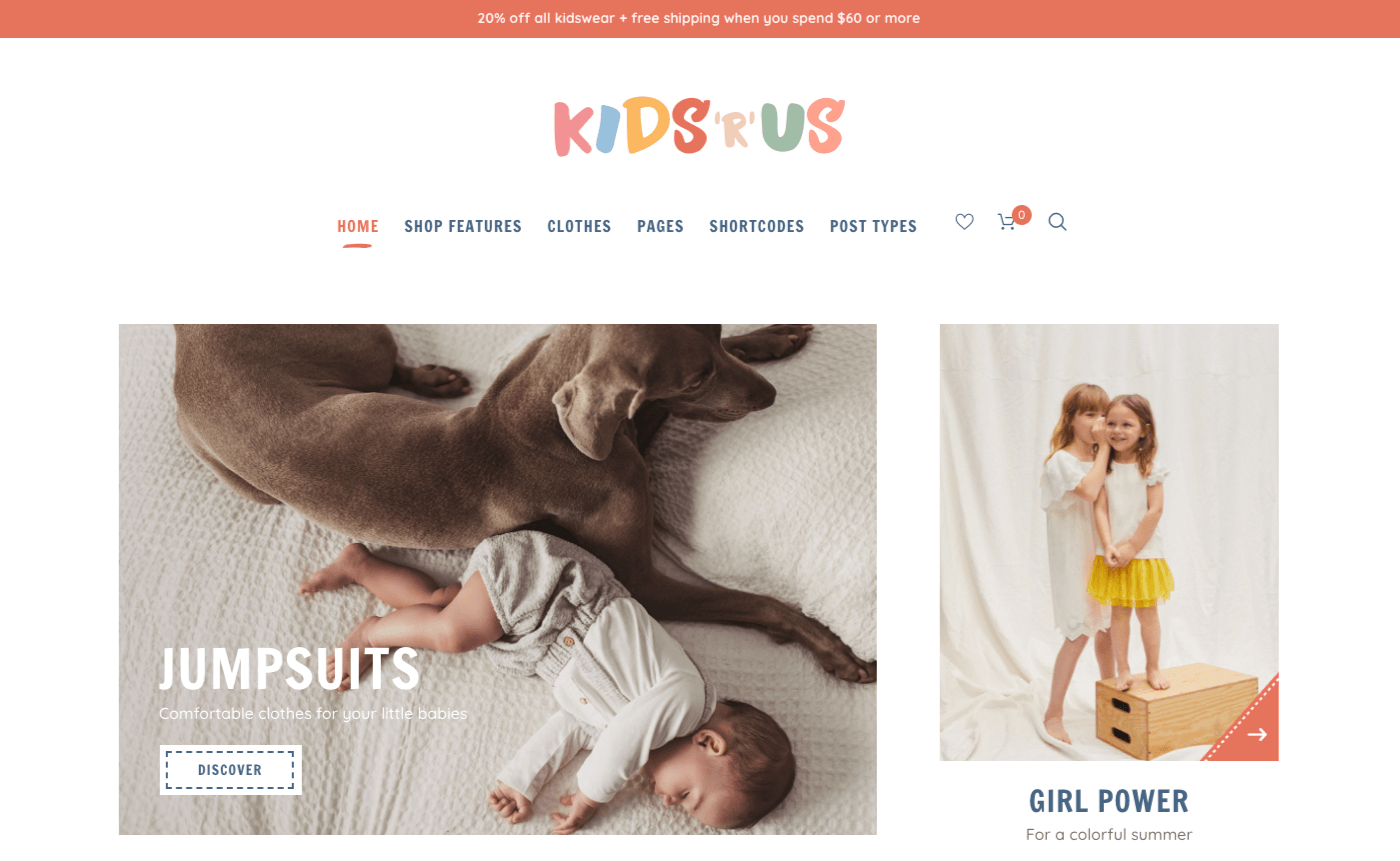 20% off all kidswear + free shipping when you spend $60 or more
KIDS 'R' US
HOME SHOP FEATURES CLOTHES PAGES SHORTCODES POST TYPES 0
JUMPSUITS
Comfortable clothes for your little babies
DISCOVER
GIRL POWER
For a colorful summer